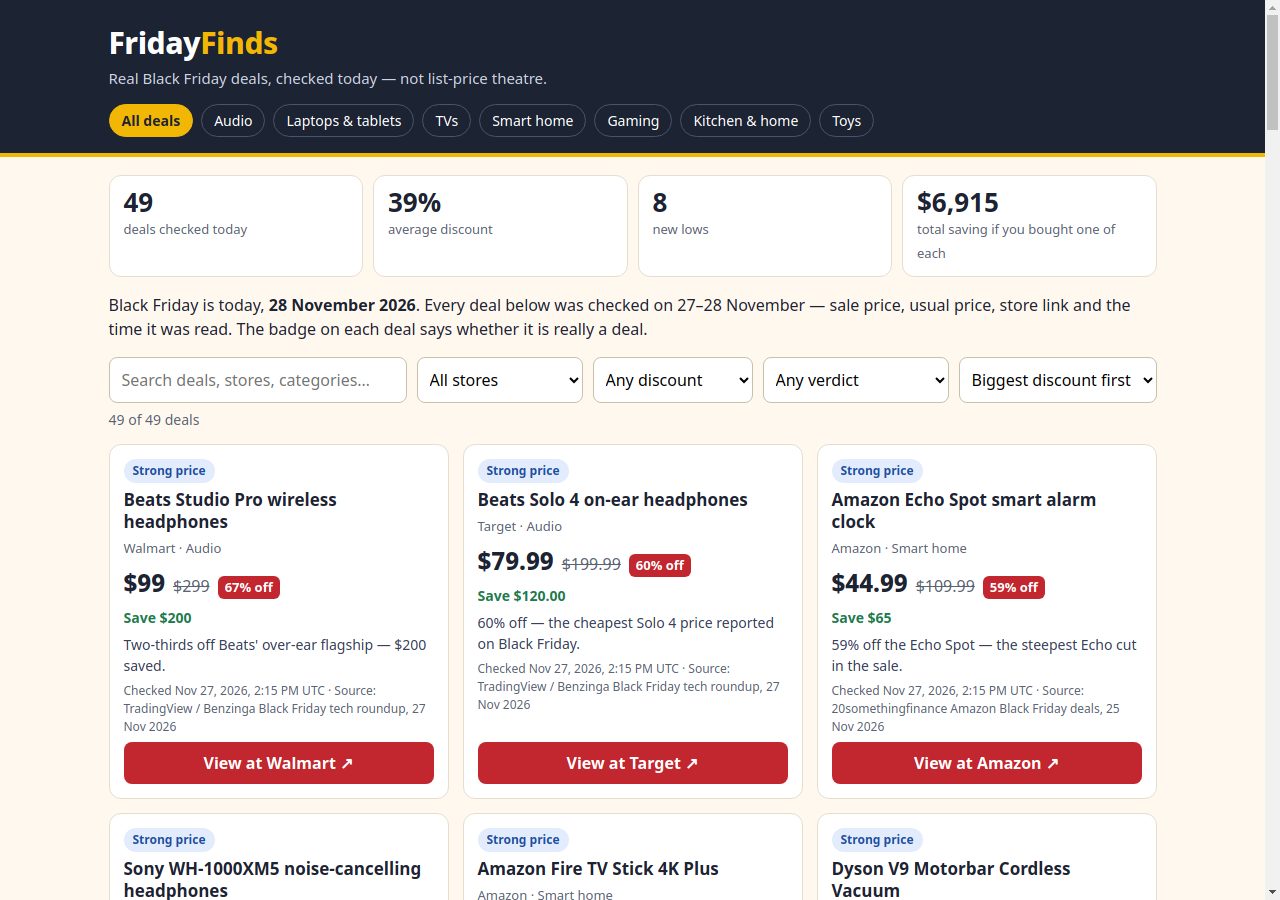 FridayFinds
Real Black Friday deals, checked today — not list-price theatre.
All deals Audio Laptops & tablets TVs Smart home Gaming Kitchen & home Toys
49 39% 8 $6,915
deals checked today average discount new lows total saving if you bought one of
each
Black Friday is today, 28 November 2026. Every deal below was checked on 27–28 November — sale price, usual price, store link and the
time it was read. The badge on each deal says whether it is really a deal.
Search deals, stores, categories... All stores Any discount Any verdict Biggest discount first
49 of 49 deals
Strong price
Beats Studio Pro wireless
headphones
Walmart · Audio
$99 $299 67% off
Save $200
Two-thirds off Beats' over-ear flagship — $200
saved.
Checked Nov 27, 2026, 2:15 PM UTC · Source:
TradingView / Benzinga Black Friday tech roundup, 27
Nov 2026
View at Walmart ↗
Strong price
Beats Solo 4 on-ear headphones
Target · Audio
$79.99 $199.99 60% off
Save $120.00
60% off — the cheapest Solo 4 price reported
on Black Friday.
Checked Nov 27, 2026, 2:15 PM UTC · Source:
TradingView / Benzinga Black Friday tech roundup, 27
Nov 2026
View at Target ↗
Strong price
Amazon Echo Spot smart alarm
clock
Amazon · Smart home
$44.99 $109.99 59% off
Save $65
59% off the Echo Spot — the steepest Echo cut
in the sale.
Checked Nov 27, 2026, 2:15 PM UTC · Source:
20somethingfinance Amazon Black Friday deals, 25
Nov 2026
View at Amazon ↗
Strong price
Sony WH-1000XM5 noise-cancelling
headphones
Strong price
Amazon Fire TV Stick 4K Plus
Amazon · Smart home
Strong price
Dyson V9 Motorbar Cordless
Vacuum